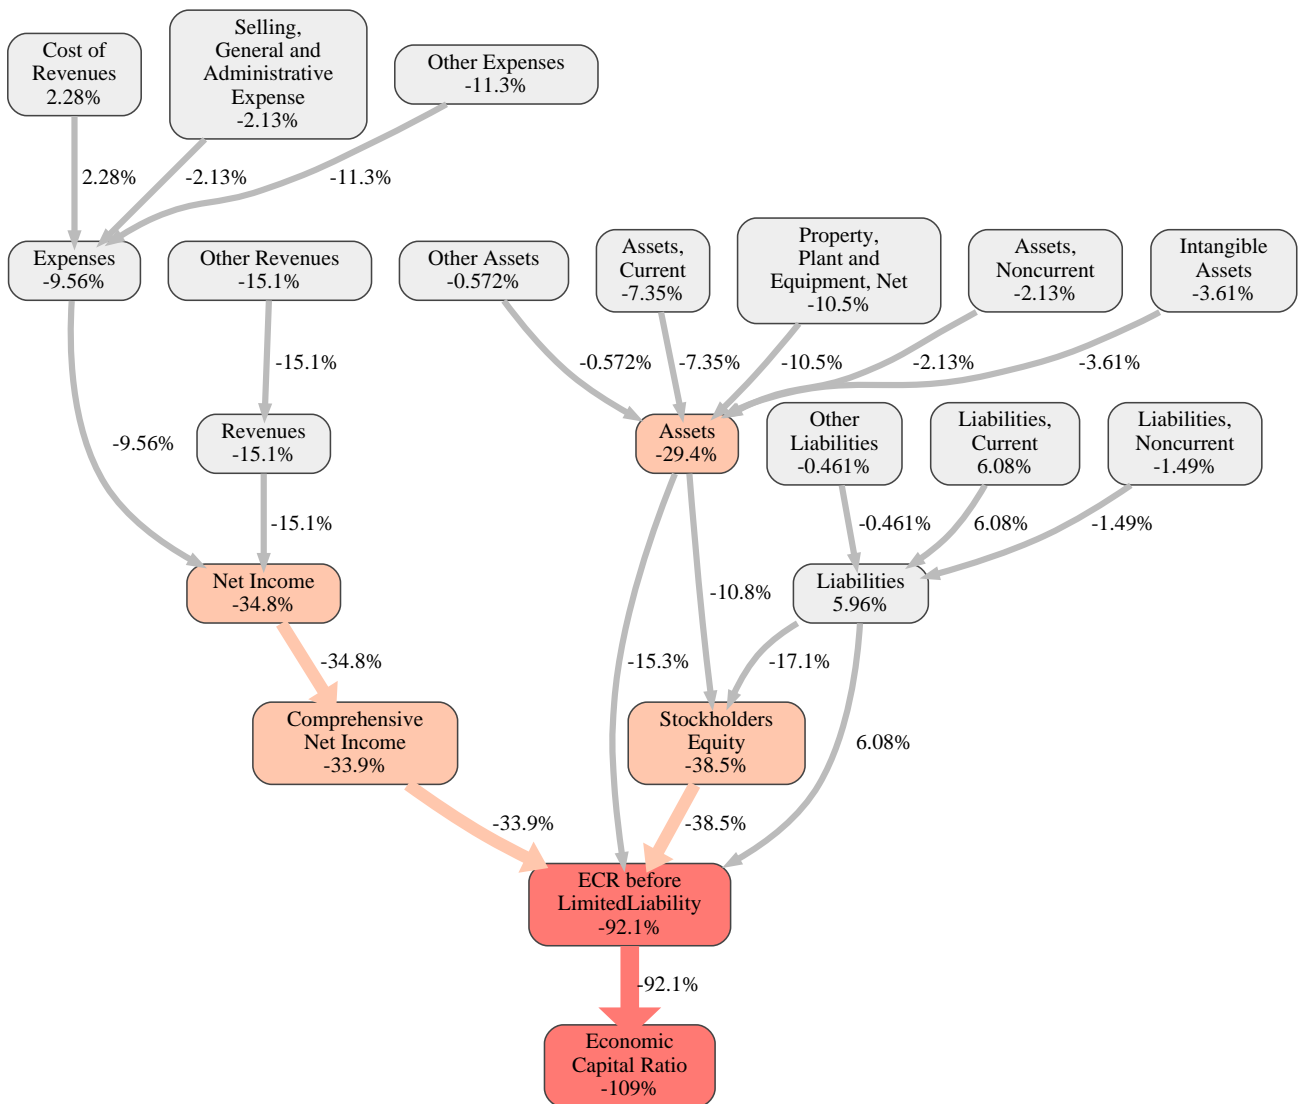 Cost of
Revenues
2.28%
Selling,
General and
Administrative
Expense
-2.13%
Other Expenses
-11.3%
2.28%
-2.13%
-11.3%
Expenses
-9.56%
Other Revenues
-15.1%
Other Assets
-0.572%
Assets,
Current
-7.35%
Property,
Plant and
Equipment, Net
-10.5%
Assets,
Noncurrent
-2.13%
Intangible
Assets
-3.61%
-15.1%
-0.572%
-7.35%
-10.5%
-2.13%
-3.61%
-9.56%
Revenues
-15.1%
Assets
-29.4%
Other
Liabilities
-0.461%
Liabilities,
Current
6.08%
Liabilities,
Noncurrent
-1.49%
-15.1%
-0.461%
6.08%
-1.49%
Net Income
-34.8%
-10.8%
Liabilities
5.96%
-34.8%
-15.3%
-17.1%
Comprehensive
Net Income
-33.9%
Stockholders
Equity
-38.5%
6.08%
-33.9%
-38.5%
ECR before
LimitedLiability
-92.1%
-92.1%
Economic
Capital Ratio
-109%